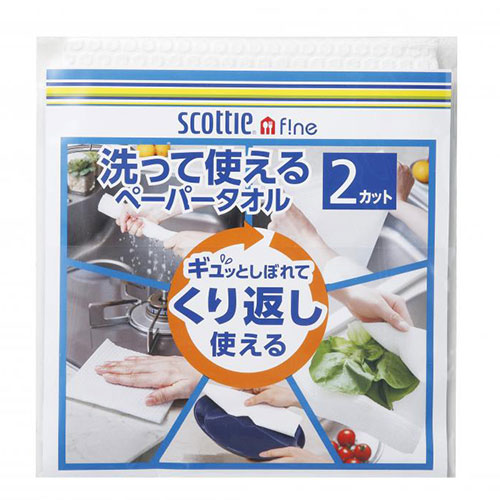 scottie f!ne
洗って使える
ペーパータオル
2カット
ギュッとしぼれて
くり返し
使える